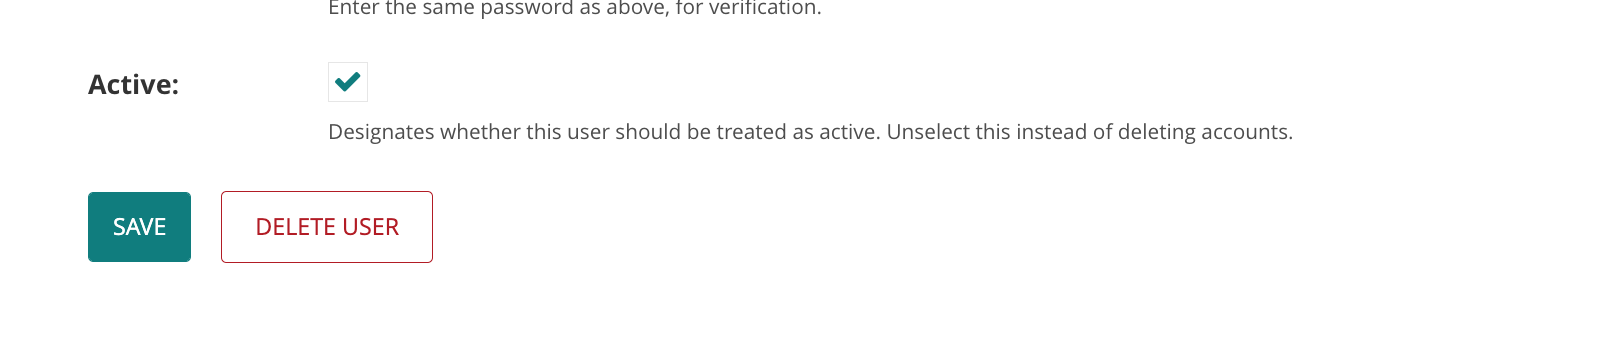 Enter the same password as above, for verification.
Active:
Designates whether this user should be treated as active. Unselect this instead of deleting accounts.
SAVE DELETE USER